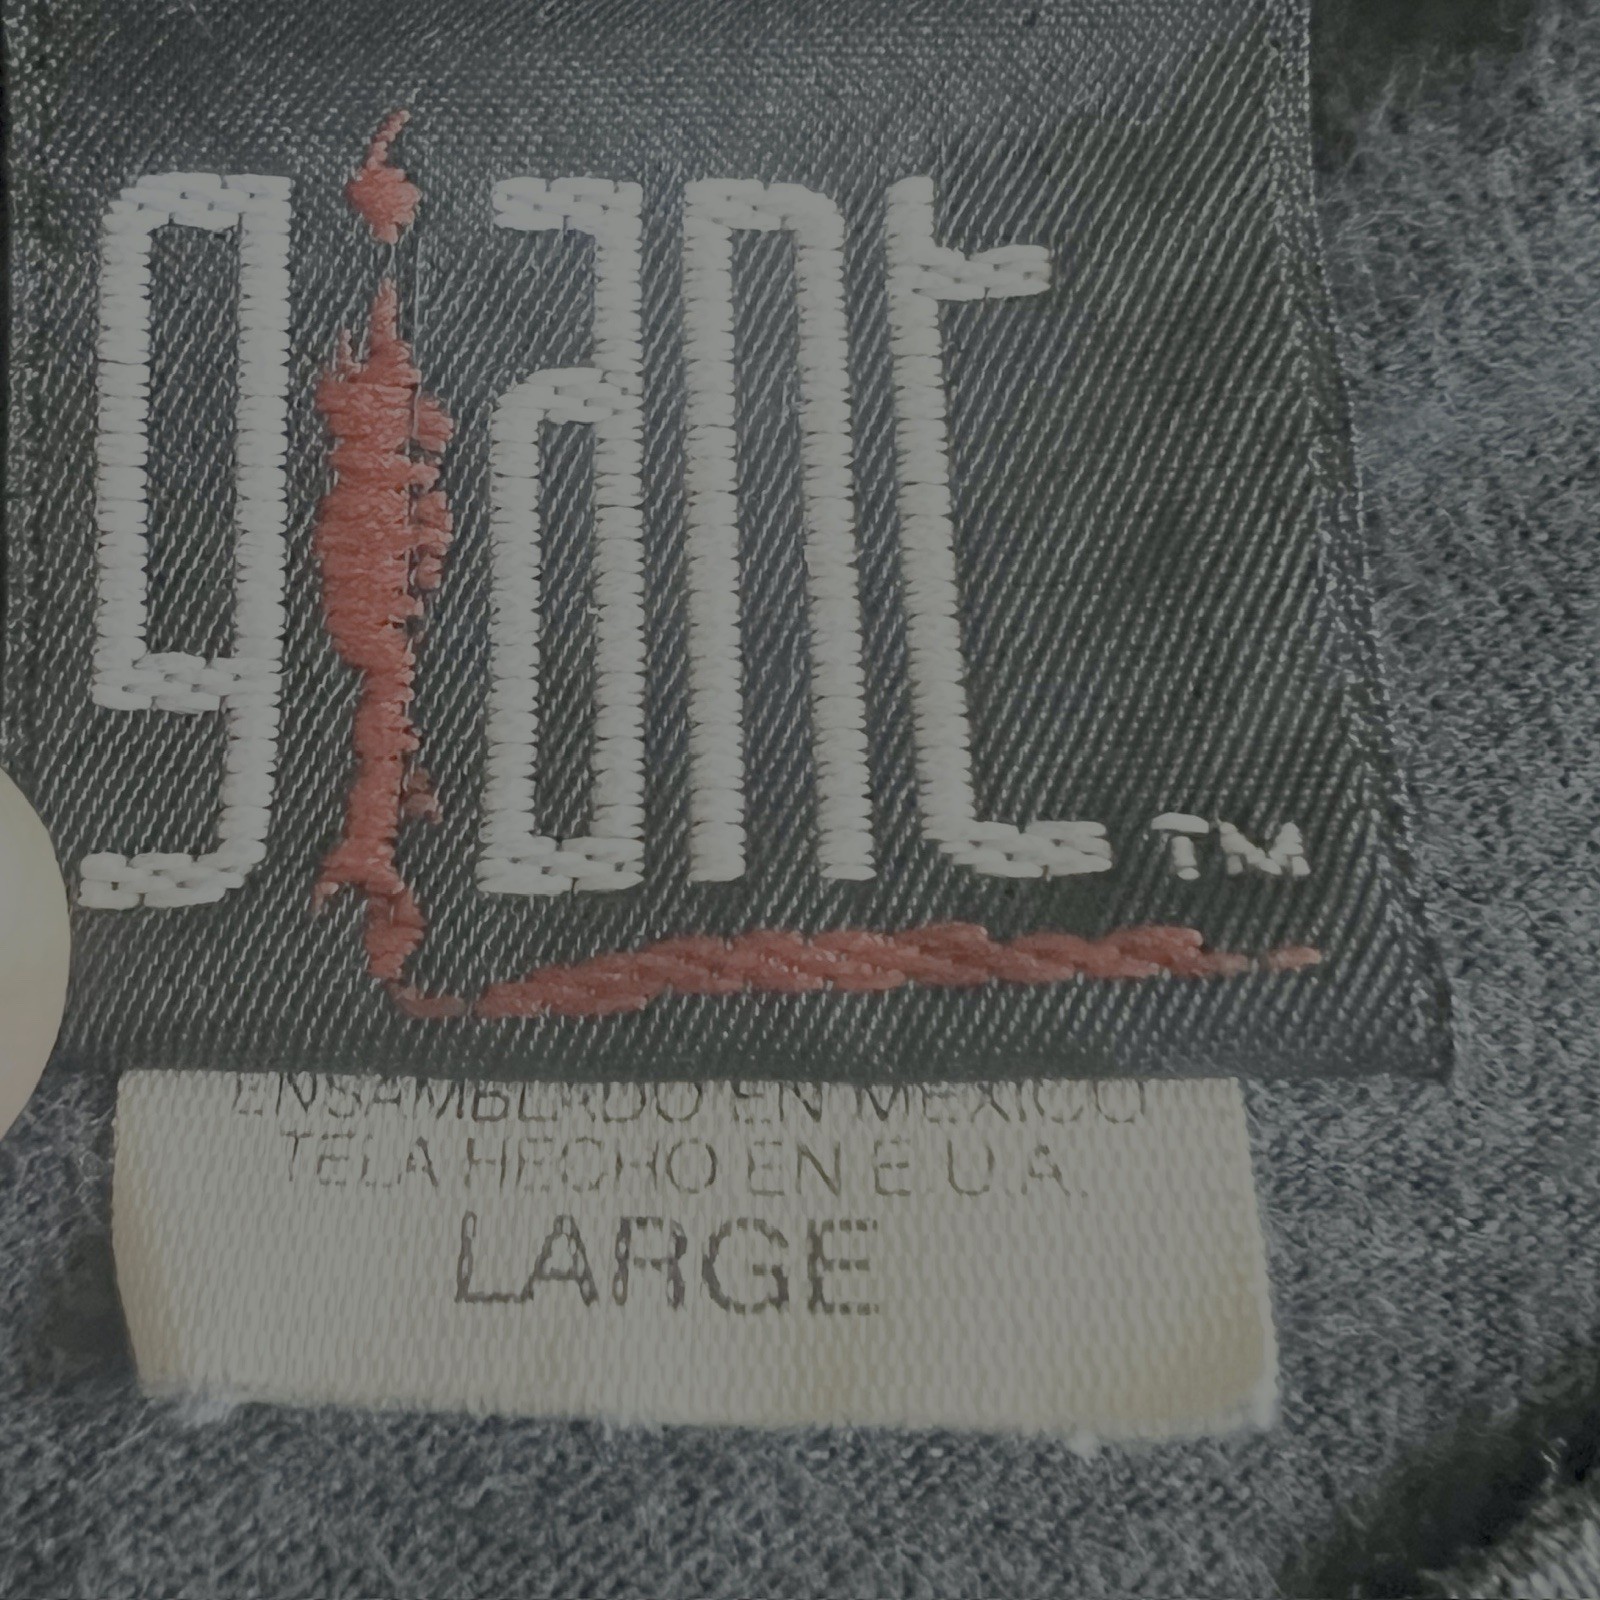 giant TM
ENSAMBLADO EN MEXICO
TELA HECHO EN E.U.A.
LARGE